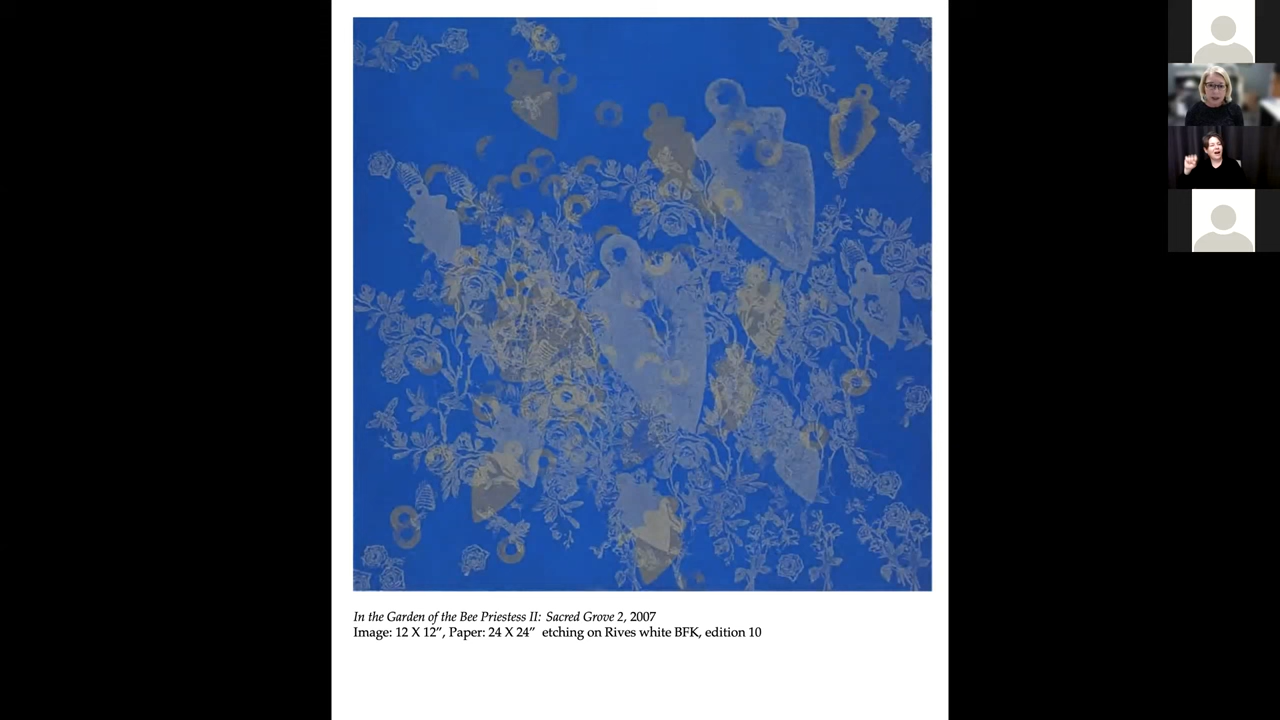 In the Garden of the Bee Priestess II: Sacred Grove 2, 2007
Image: 12 X 12”, Paper: 24 X 24” etching on Rives white BFK, edition 10